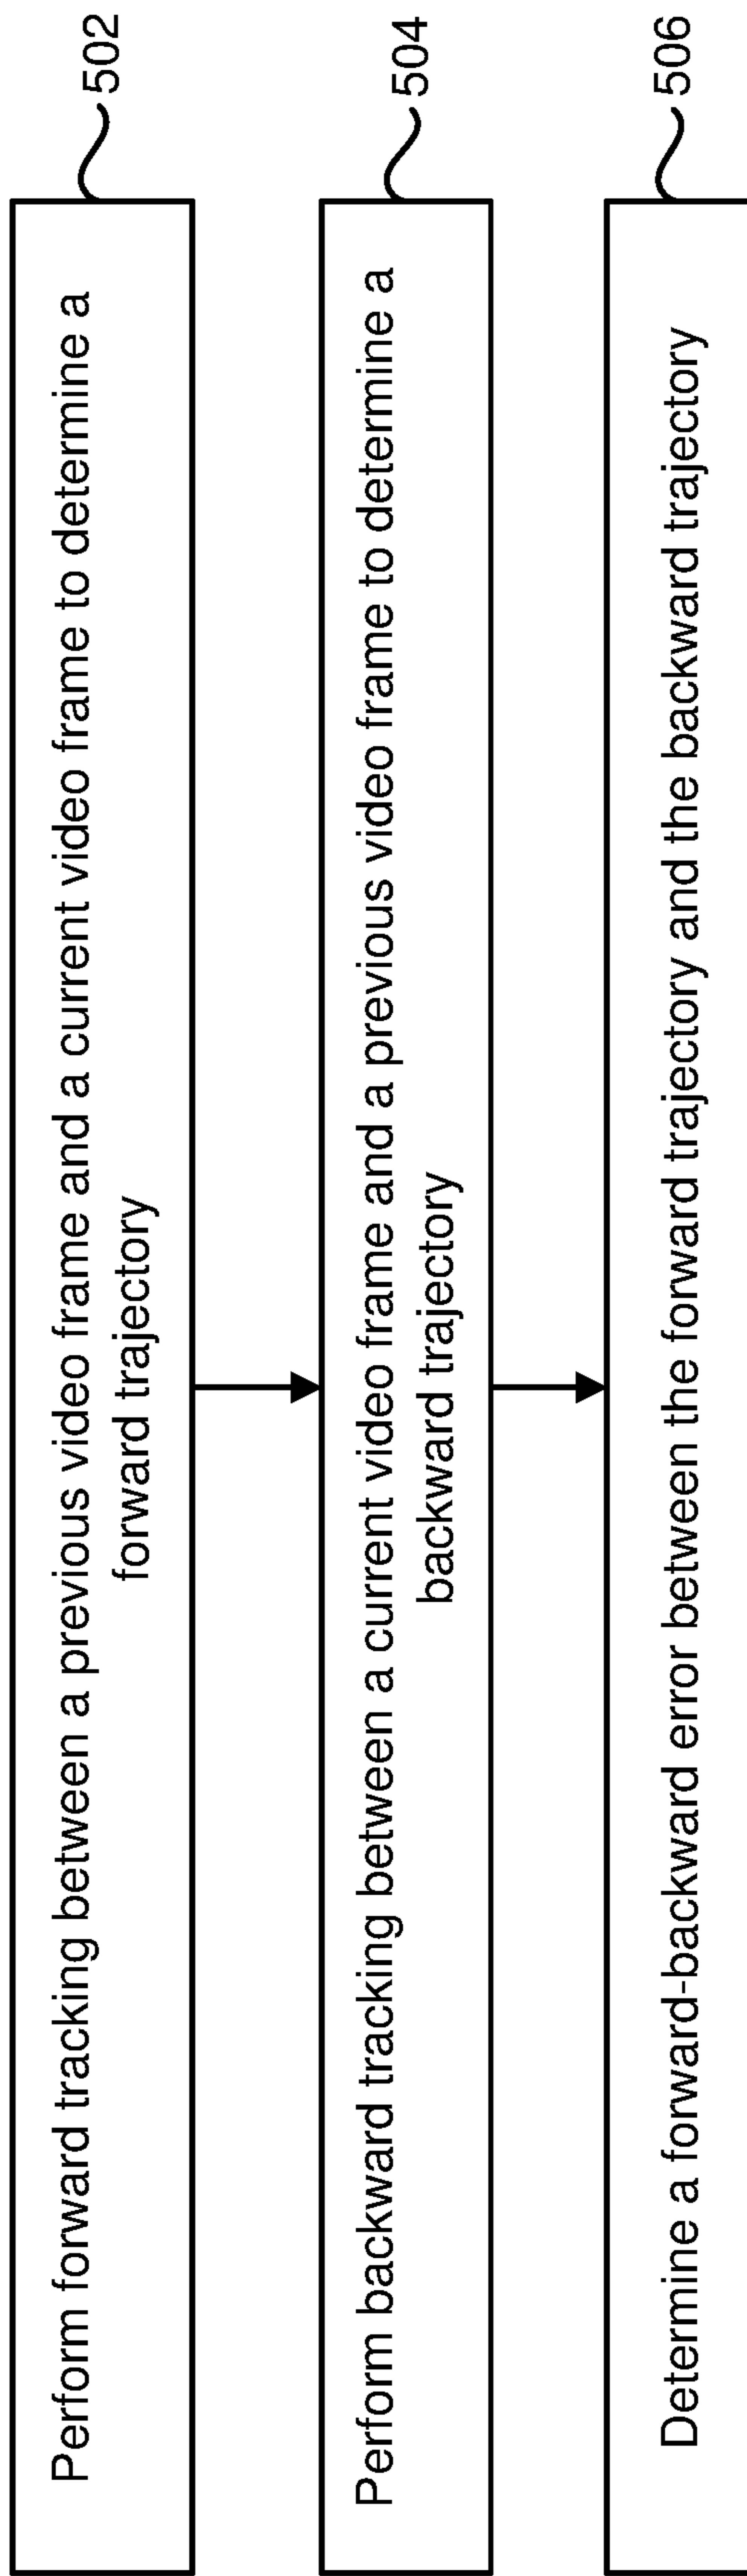 Perform forward tracking between a previous video frame and a current video frame to determine a
forward trajectory
502
Perform backward tracking between a current video frame and a previous video frame to determine a
backward trajectory
504
Determine a forward-backward error between the forward trajectory and the backward trajectory
506